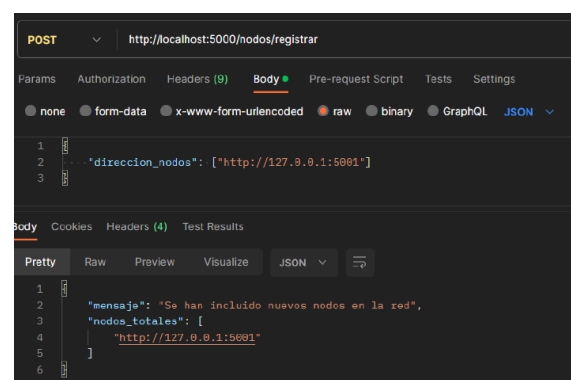 POST http://localhost:5000/nodos/registrar
Params Authorization Headers (9) Body Pre-request Script Tests Settings
none form-data x-www-form-urlencoded raw binary GraphQL JSON
1 {
2 "direccion_nodos": ["http://127.0.0.1:5001"]
3 }
Body Cookies Headers (4) Test Results
Pretty Raw Preview Visualize JSON
1 {
2 "mensaje": "Se han incluido nuevos nodos en la red",
3 "nodos_totales": [
4 "http://127.0.0.1:5001"
5 ]
6 }